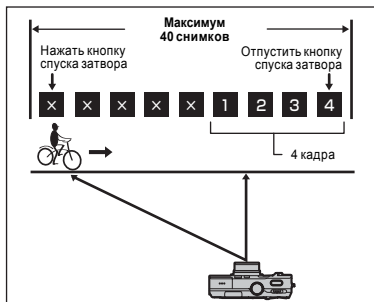 Максимум
40 снимков
Нажать кнопку
спуска затвора
Отпустить кнопку
спуска затвора
× × × × × 1 2 3 4
4 кадра